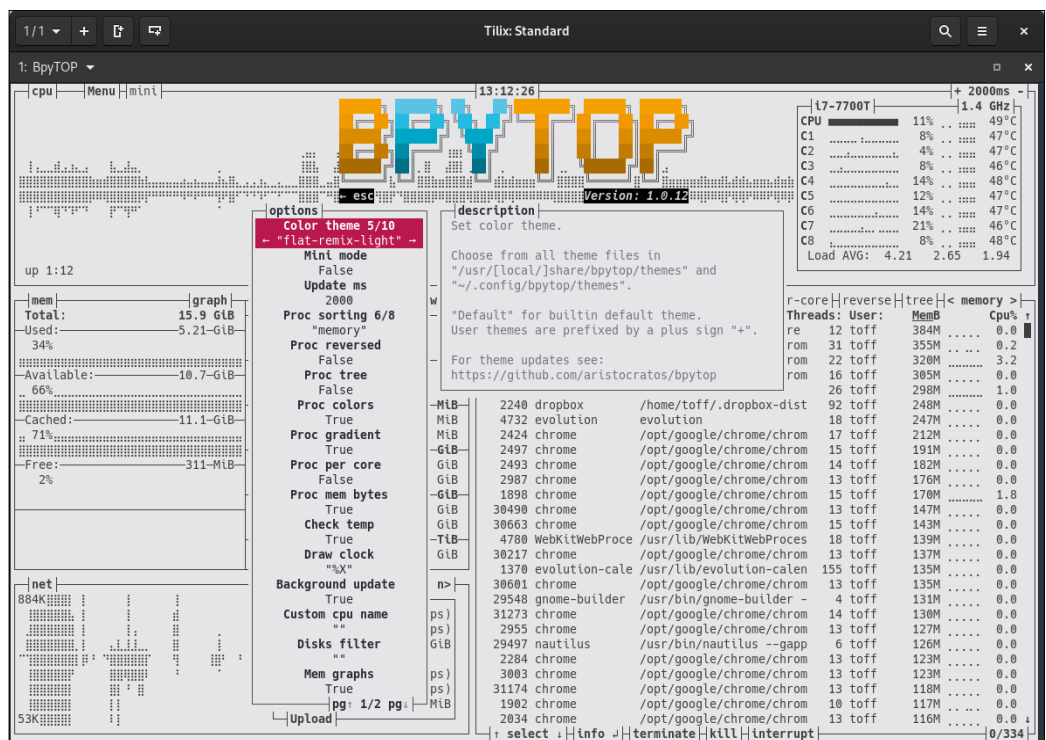 1/1
Tilix: Standard
1: BpyTOP
cpu Menu mini 13:12:26 + 2000ms -
BPYTOP
← esc Version: 1.0.12
i7-7700T 1.4 GHz
CPU 11% 49°C
C1 8% 47°C
C2 4% 47°C
C3 8% 46°C
C4 14% 48°C
C5 12% 47°C
C6 14% 47°C
C7 21% 46°C
C8 8% 48°C
Load AVG: 4.21 2.65 1.94
up 1:12
options
Color theme 5/10
← "flat-remix-light" →
Mini mode
False
Update ms
2000
Proc sorting 6/8
"memory"
Proc reversed
False
Proc tree
False
Proc colors
True
Proc gradient
True
Proc per core
False
Proc mem bytes
True
Check temp
True
Draw clock
"%X"
Background update
True
Custom cpu name
""
Disks filter
""
Mem graphs
True
pg↑ 1/2 pg↓
description
Set color theme.
Choose from all theme files in
"/usr/[local/]share/bpytop/themes" and
"~/.config/bpytop/themes".
"Default" for builtin default theme.
User themes are prefixed by a plus sign "+".
For theme updates see:
https://github.com/aristocratos/bpytop
mem graph
Total: 15.9 GiB
Used: 5.21 GiB
34%
Available: 10.7 GiB
66%
Cached: 11.1 GiB
71%
Free: 311 MiB
2%
w
MiB
MiB
MiB
GiB
GiB
GiB
GiB
GiB
TiB
GiB
net n>
884K
ps)
ps)
GiB
ps)
ps)
MiB
53K
Upload
r-core reverse tree < memory >
Threads: User: MemB Cpu% ↑
re 12 toff 384M 0.0
rom 31 toff 355M 0.2
rom 22 toff 320M 3.2
rom 16 toff 305M 0.0
26 toff 298M 1.0
2240 dropbox /home/toff/.dropbox-dist 92 toff 248M 0.0
4732 evolution evolution 18 toff 247M 0.0
2424 chrome /opt/google/chrome/chrom 17 toff 212M 0.0
2497 chrome /opt/google/chrome/chrom 15 toff 191M 0.0
2493 chrome /opt/google/chrome/chrom 14 toff 182M 0.0
2987 chrome /opt/google/chrome/chrom 13 toff 176M 0.0
1898 chrome /opt/google/chrome/chrom 15 toff 170M 1.8
30490 chrome /opt/google/chrome/chrom 13 toff 147M 0.0
30663 chrome /opt/google/chrome/chrom 15 toff 143M 0.0
4780 WebKitWebProce /usr/lib/WebKitWebProces 18 toff 139M 0.0
30217 chrome /opt/google/chrome/chrom 13 toff 137M 0.0
1370 evolution-cale /usr/lib/evolution-calen 155 toff 135M 0.0
30601 chrome /opt/google/chrome/chrom 13 toff 135M 0.0
29548 gnome-builder /usr/bin/gnome-builder - 4 toff 131M 0.0
31273 chrome /opt/google/chrome/chrom 14 toff 130M 0.0
2955 chrome /opt/google/chrome/chrom 13 toff 127M 0.0
29497 nautilus /usr/bin/nautilus --gapp 6 toff 126M 0.0
2284 chrome /opt/google/chrome/chrom 13 toff 123M 0.0
3003 chrome /opt/google/chrome/chrom 13 toff 123M 0.0
31174 chrome /opt/google/chrome/chrom 13 toff 118M 0.0
1902 chrome /opt/google/chrome/chrom 10 toff 117M 0.0
2034 chrome /opt/google/chrome/chrom 13 toff 116M 0.0 ↓
↑ select ↓ info ↲ terminate kill interrupt 0/334